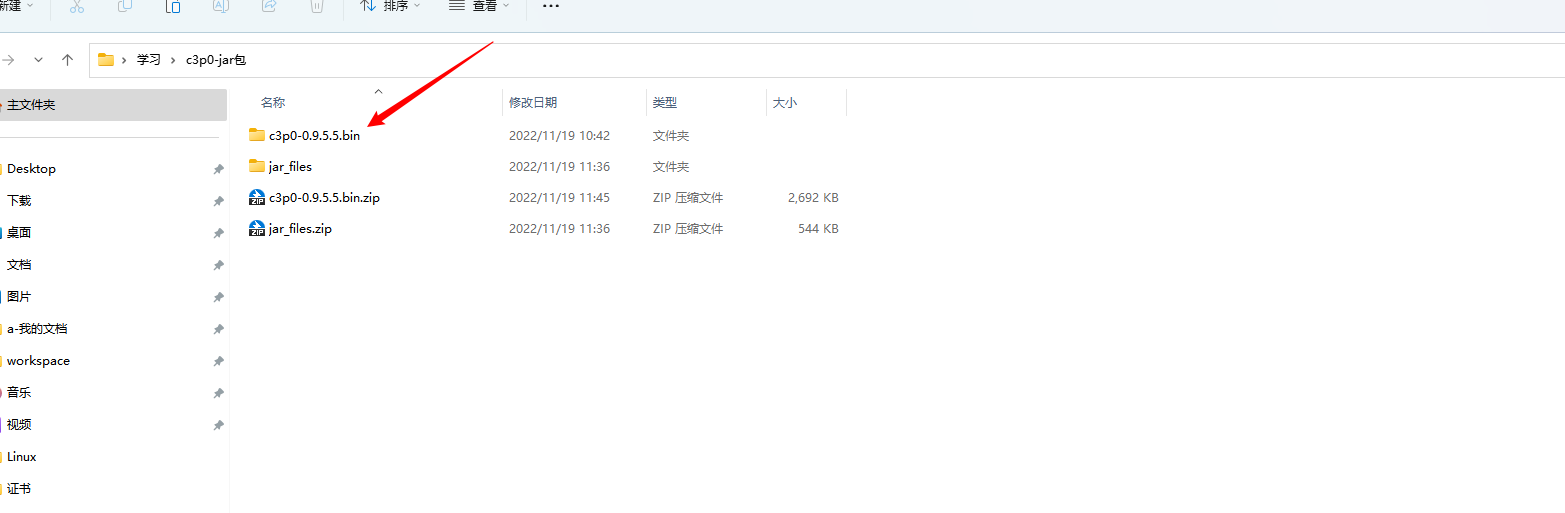 新建 排序 查看
学习 c3p0-jar包
主文件夹
Desktop
下载
桌面
文档
图片
a-我的文档
workspace
音乐
视频
Linux
证书
名称 修改日期 类型 大小
c3p0-0.9.5.5.bin 2022/11/19 10:42 文件夹
jar_files 2022/11/19 11:36 文件夹
c3p0-0.9.5.5.bin.zip 2022/11/19 11:45 ZIP 压缩文件 2,692 KB
jar_files.zip 2022/11/19 11:36 ZIP 压缩文件 544 KB